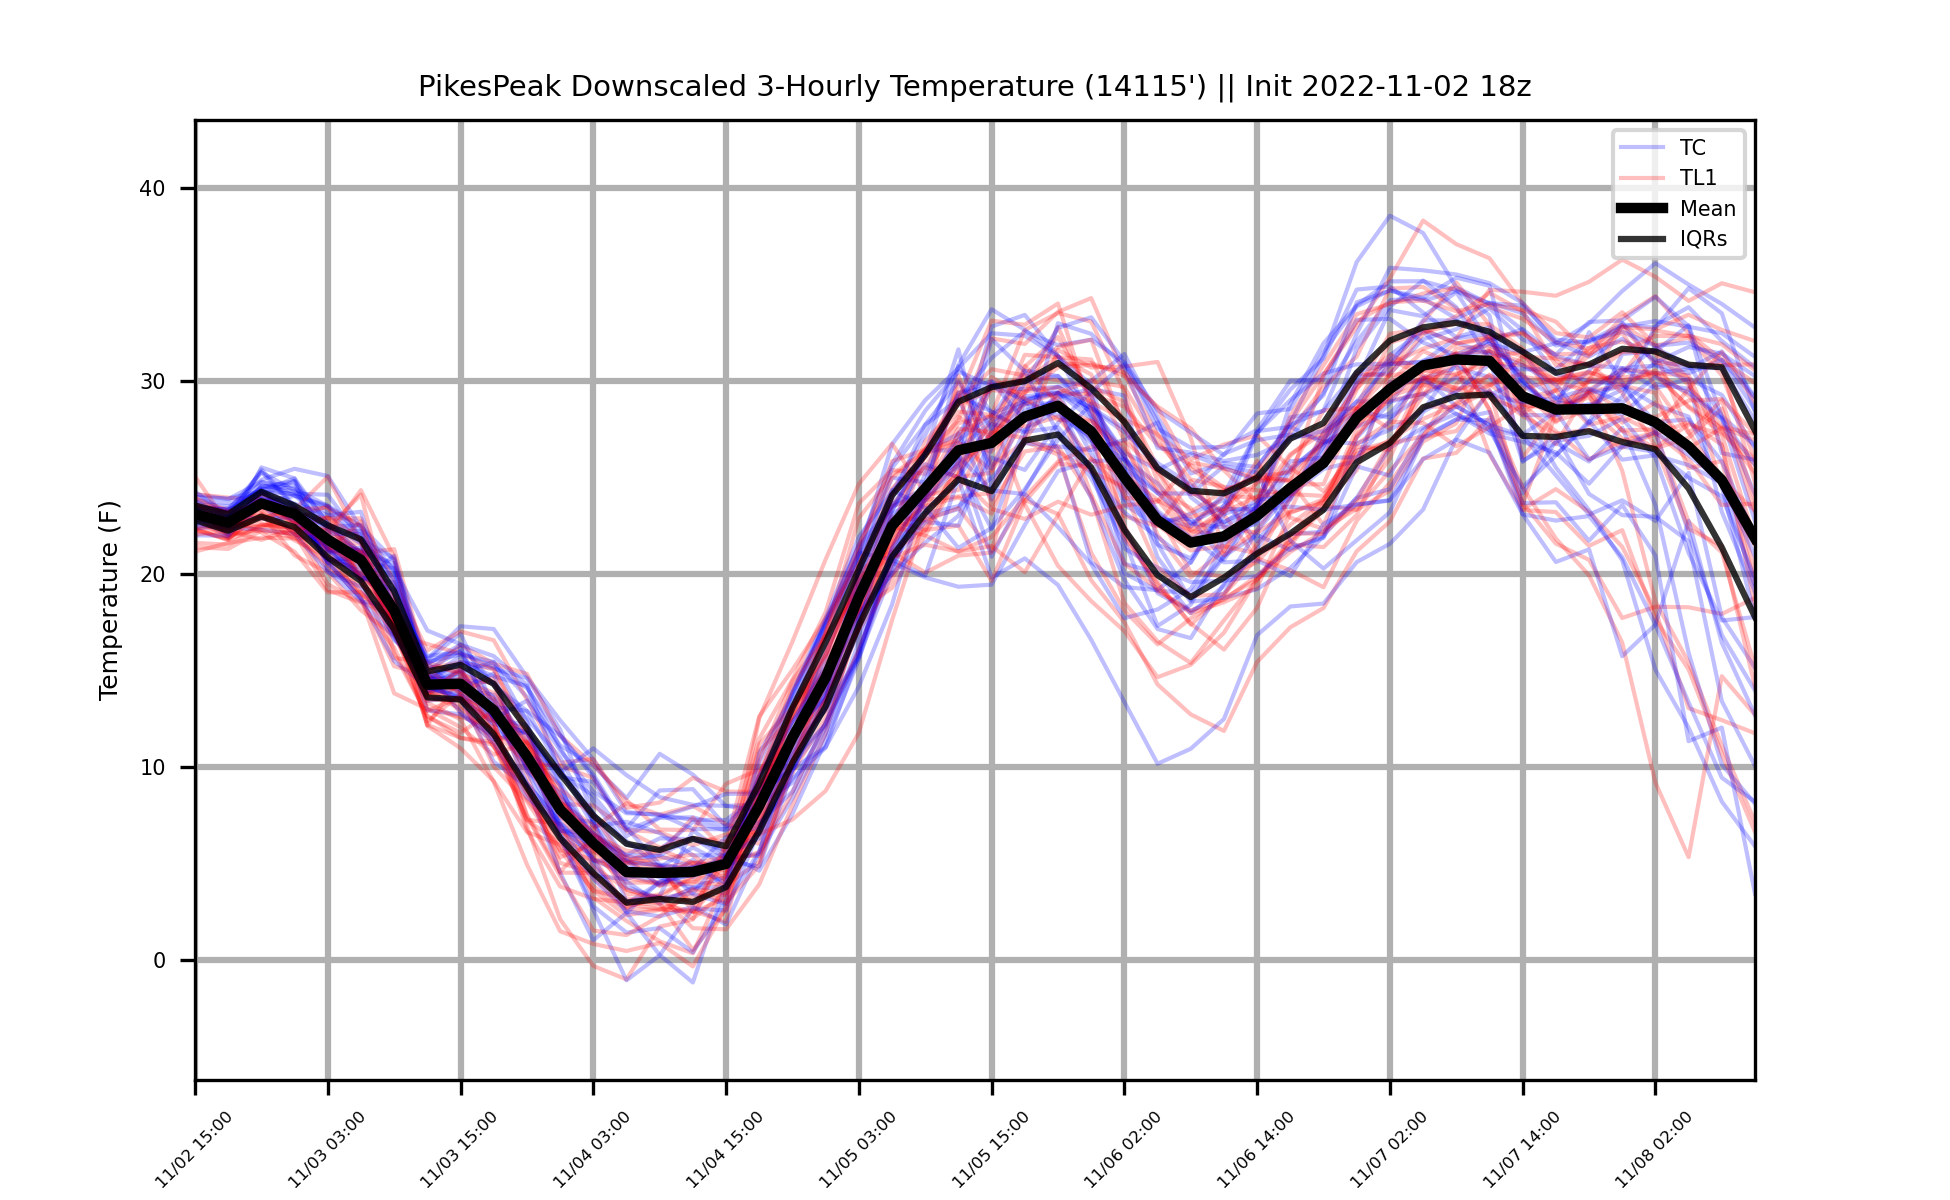 PikesPeak Downscaled 3-Hourly Temperature (14115') || Init 2022-11-02 18z
TC
TL1
Mean
IQRs
Temperature (F)
40
30
20
10
0
11/02 15:00
11/03 03:00
11/03 15:00
11/04 03:00
11/04 15:00
11/05 03:00
11/05 15:00
11/06 02:00
11/06 14:00
11/07 02:00
11/07 14:00
11/08 02:00